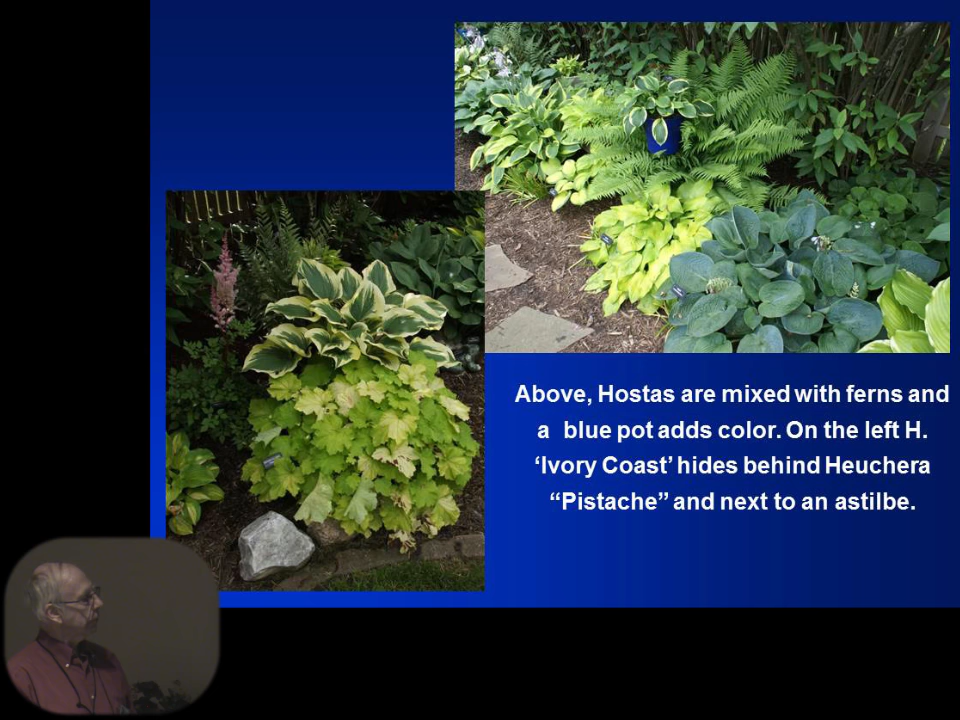 Above, Hostas are mixed with ferns and
a  blue pot adds color. On the left H.
‘Ivory Coast’ hides behind Heuchera
“Pistache” and next to an astilbe.